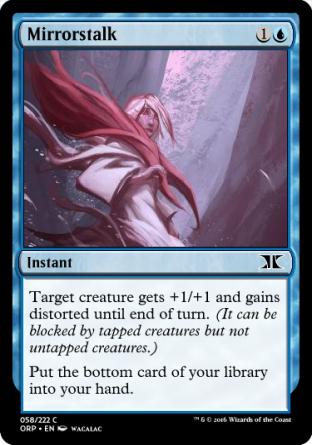 Mirrorstalk 1
Instant
Target creature gets +1/+1 and gains
distorted until end of turn. (It can be
blocked by tapped creatures but not
untapped creatures.)
Put the bottom card of your library
into your hand.
058/222 C
ORP • EN WACALAC
™ & © 2016 Wizards of the Coast